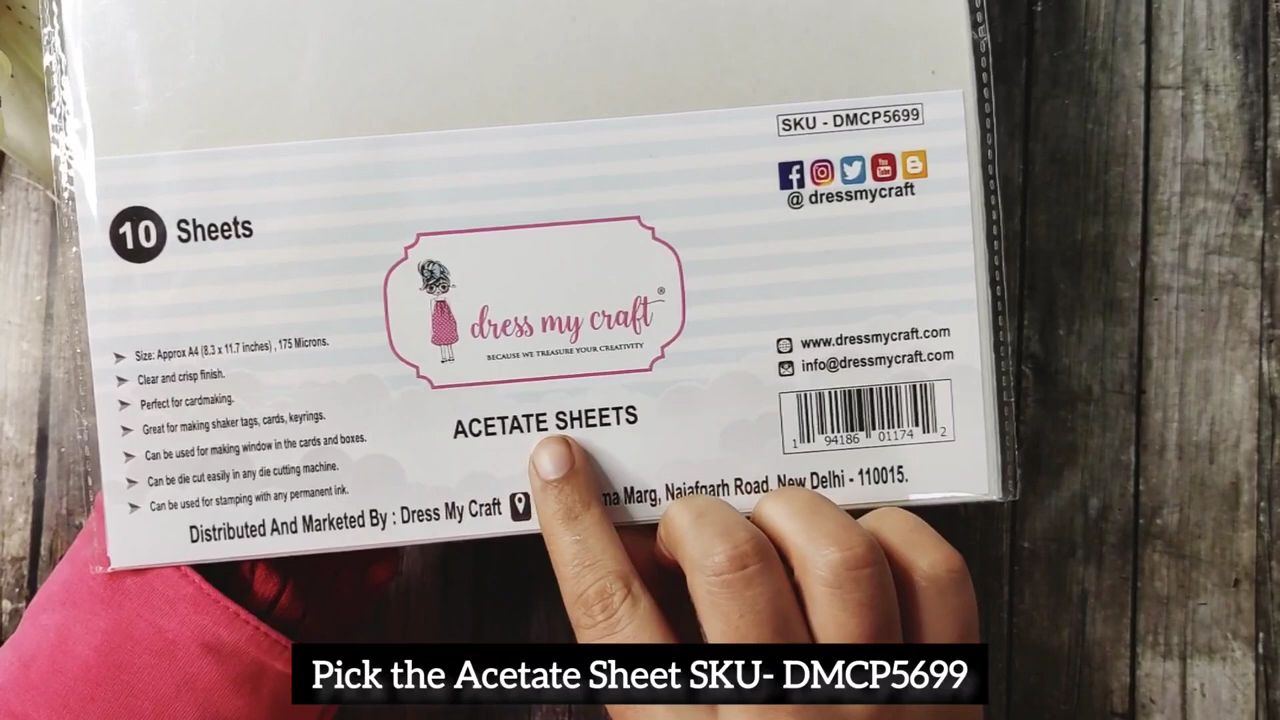 SKU - DMCP5699
@ dressmycraft
10 Sheets
dress my craft®
BECAUSE WE TREASURE YOUR CREATIVITY
Size: Approx A4 (8.3 x 11.7 inches) , 175 Microns.
Clear and crisp finish.
Perfect for cardmaking.
Great for making shaker tags, cards, keyrings.
Can be used for making window in the cards and boxes.
Can be die cut easily in any die cutting machine.
Can be used for stamping with any permanent ink.
ACETATE SHEETS
www.dressmycraft.com
info@dressmycraft.com
1 94186 01174 2
Distributed And Marketed By : Dress My Craft Marg, Najafgarh Road, New Delhi - 110015.
Pick the Acetate Sheet SKU- DMCP5699